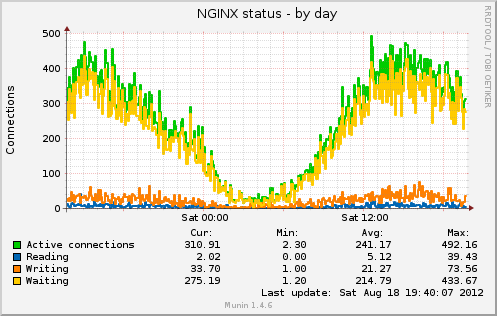 NGINX status - by day
RRDTOOL / TOBI OETIKER
Connections
500
400
300
200
100
0
Sat 00:00 Sat 12:00
Cur: Min: Avg: Max:
Active connections 310.91 2.30 241.17 492.16
Reading 2.02 0.00 5.12 39.43
Writing 33.70 1.00 21.27 73.56
Waiting 275.19 1.20 214.79 433.67
Last update: Sat Aug 18 19:40:07 2012
Munin 1.4.6